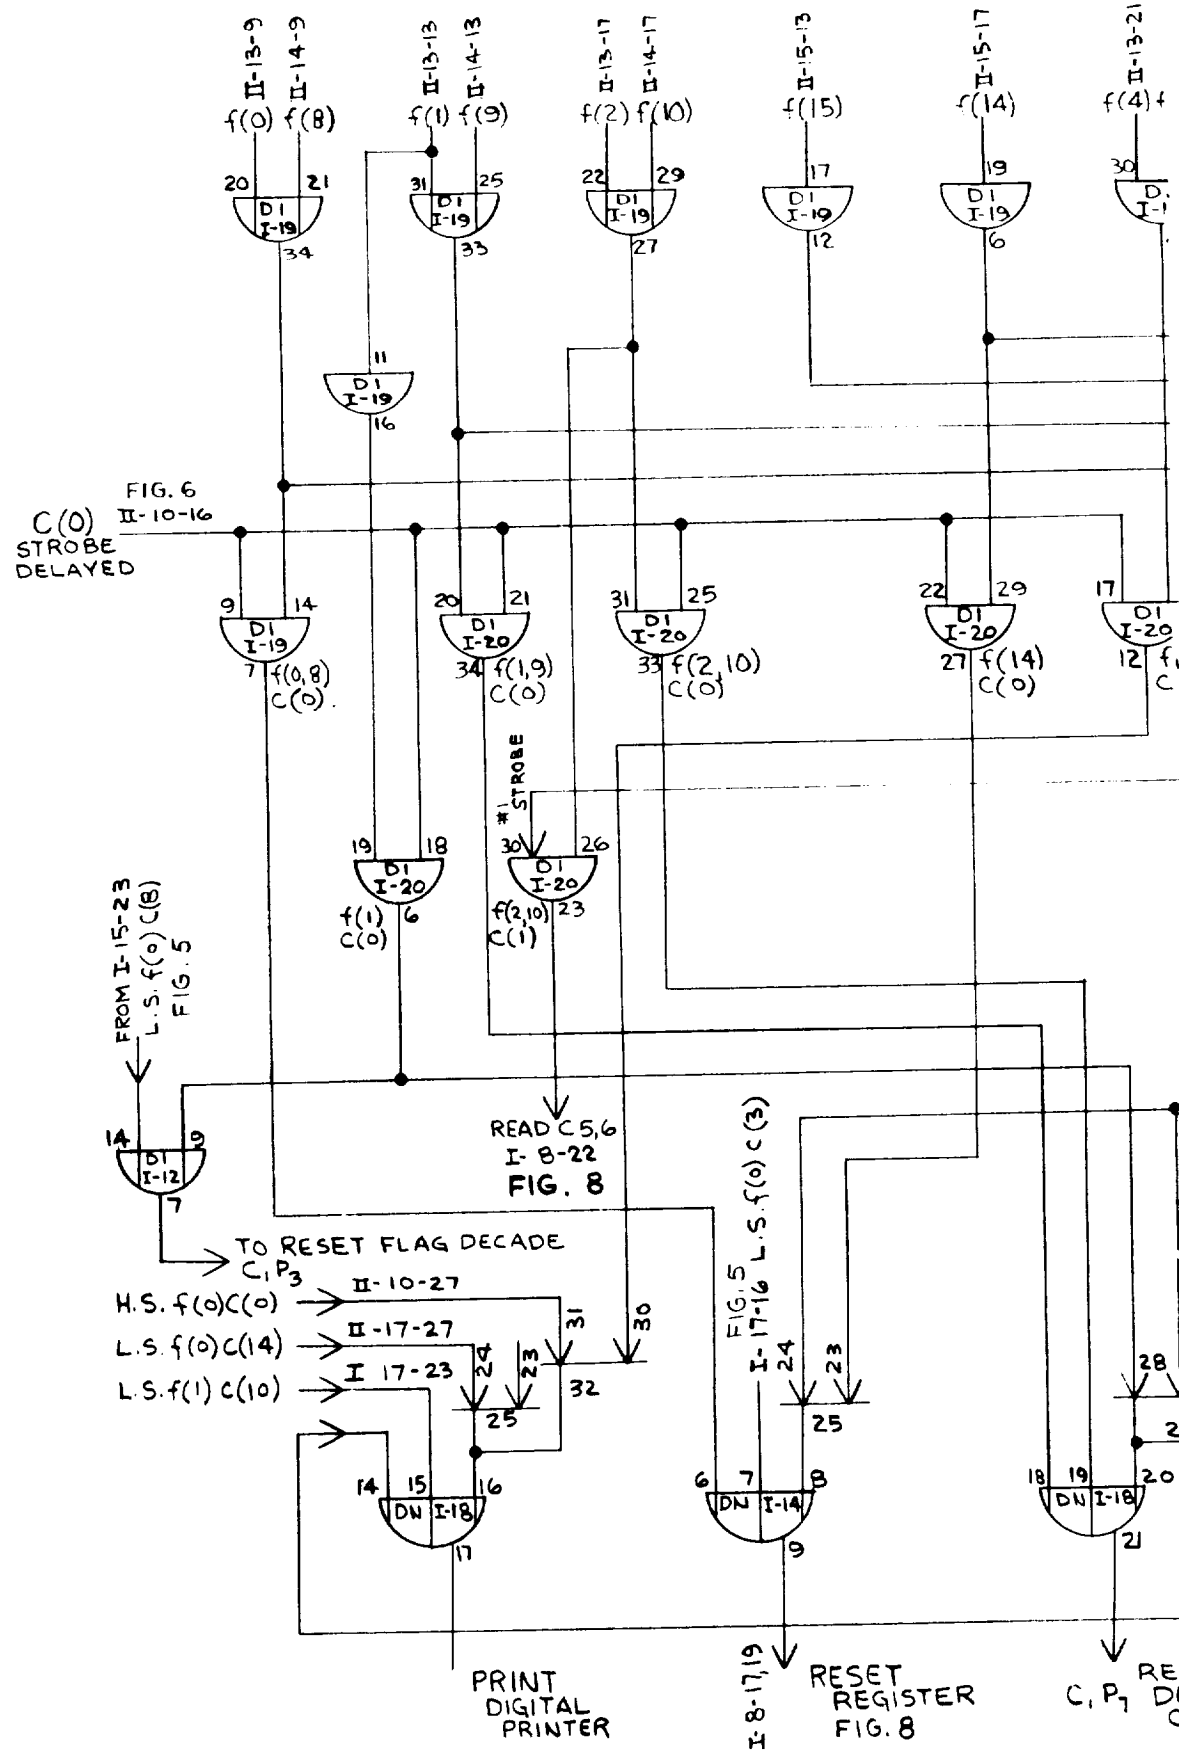 II-13-9
II-14-9
II-13-13
II-14-13
II-13-17
II-14-17
II-15-13
II-15-17
II-13-21
f(0) f(8)
f(1) f(9)
f(2) f(10)
f(15)
f(14)
f(4)
20 21
31 25
22 29
17
19
30
D1
I-19
D1
I-19
D1
I-19
D1
I-19
D1
I-19
34
33
27
12
6
11
D1
I-19
16
FIG. 6
C(0) II-10-16
STROBE
DELAYED
9 14
20 21
31 25
22 29
17
D1
I-19
D1
I-20
D1
I-20
D1
I-20
D1
I-20
7 f(0,8)
C(0)
34 f(1,9)
C(0)
33 f(2,10)
C(0)
27 f(14)
C(0)
12 f
C
#1
STROBE
19 18
30 26
D1
I-20
D1
I-20
f(1) 6
C(0)
f(2,10) 23
C(1)
FROM I-15-23
L.S. f(0) C(8)
FIG. 5
14 9
D1
I-12
7
READ C 5,6
I-8-22
FIG. 8
TO RESET FLAG DECADE
C, P3
H.S. f(0)C(0) II-10-27
L.S. f(0) C(14) II-17-27
L.S. f(1) C(10) I 17-23
31
30
32
24
23
25
FIG. 5
I-17-16 L.S. f(0) C(3)
24
23
25
28
2
14 15 16
6 7 8
18 19 20
DN I-18
DN I-14
DN I-18
17
9
21
PRINT
DIGITAL
PRINTER
I-8-17,19
RESET
REGISTER
FIG. 8
C, P7
RE